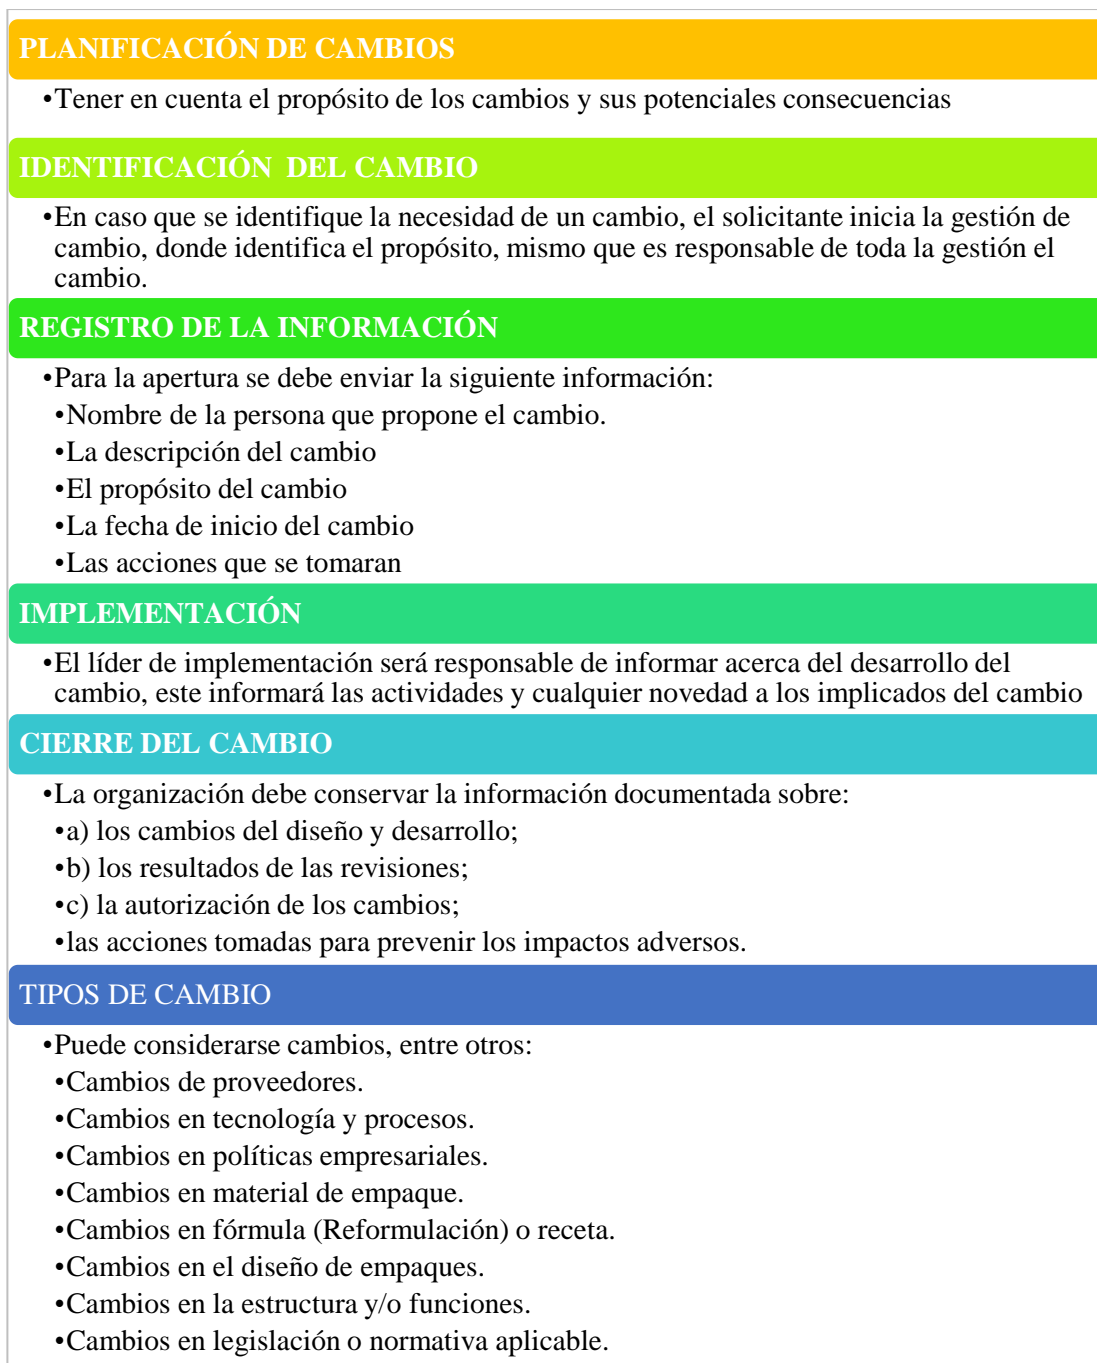 PLANIFICACIÓN DE CAMBIOS
•Tener en cuenta el propósito de los cambios y sus potenciales consecuencias
IDENTIFICACIÓN DEL CAMBIO
•En caso que se identifique la necesidad de un cambio, el solicitante inicia la gestión de
cambio, donde identifica el propósito, mismo que es responsable de toda la gestión el
cambio.
REGISTRO DE LA INFORMACIÓN
•Para la apertura se debe enviar la siguiente información:
•Nombre de la persona que propone el cambio.
•La descripción del cambio
•El propósito del cambio
•La fecha de inicio del cambio
•Las acciones que se tomaran
IMPLEMENTACIÓN
•El líder de implementación será responsable de informar acerca del desarrollo del
cambio, este informará las actividades y cualquier novedad a los implicados del cambio
CIERRE DEL CAMBIO
•La organización debe conservar la información documentada sobre:
•a) los cambios del diseño y desarrollo;
•b) los resultados de las revisiones;
•c) la autorización de los cambios;
•las acciones tomadas para prevenir los impactos adversos.
TIPOS DE CAMBIO
•Puede considerarse cambios, entre otros:
•Cambios de proveedores.
•Cambios en tecnología y procesos.
•Cambios en políticas empresariales.
•Cambios en material de empaque.
•Cambios en fórmula (Reformulación) o receta.
•Cambios en el diseño de empaques.
•Cambios en la estructura y/o funciones.
•Cambios en legislación o normativa aplicable.